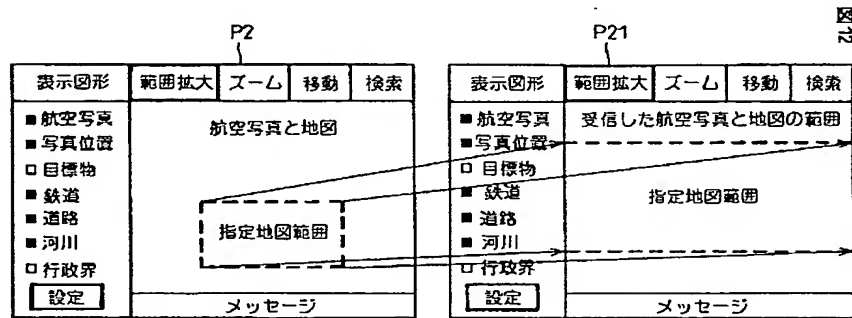 図12
P2
表示図形 範囲拡大 ズーム 移動 検索
■ 航空写真
■ 写真位置
□ 目標物
■ 鉄道
■ 道路
■ 河川
□ 行政界
設定
航空写真と地図
指定地図範囲
メッセージ
P21
表示図形 範囲拡大 ズーム 移動 検索
■ 航空写真
■ 写真位置
□ 目標物
■ 鉄道
■ 道路
■ 河川
□ 行政界
設定
受信した航空写真と地図の範囲
指定地図範囲
メッセージ